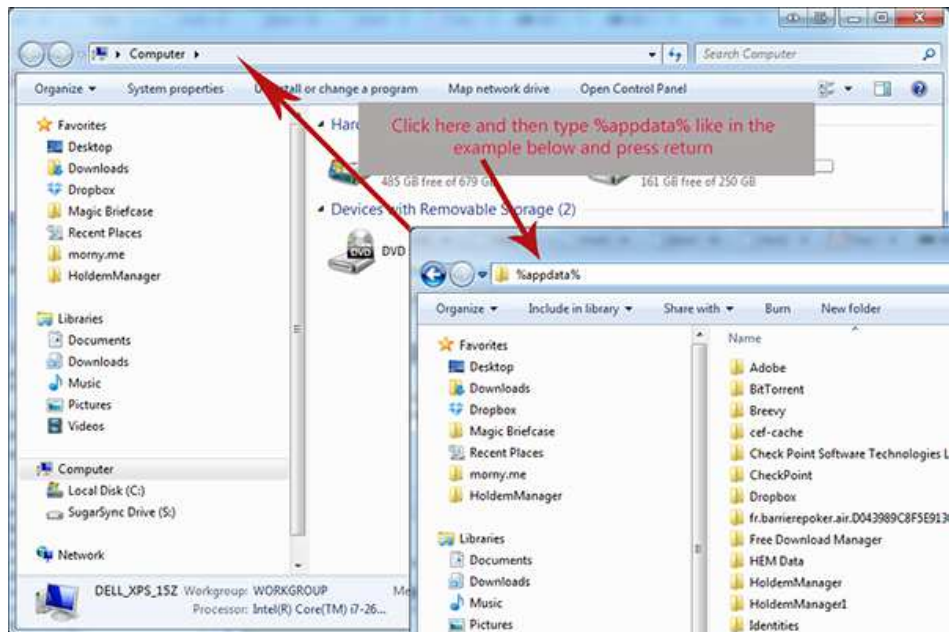 Computer
Search Computer
Organize
System properties
Uninstall or change a program
Map network drive
Open Control Panel
Click here and then type %appdata% like in the
example below and press return
Favorites
Desktop
Downloads
Dropbox
Magic Briefcase
Recent Places
morny.me
HoldemManager
Libraries
Documents
Downloads
Music
Pictures
Videos
Computer
Local Disk (C:)
SugarSync Drive (S:)
Network
Hard
485 GB free of 679 GB
161 GB free of 250 GB
Devices with Removable Storage (2)
DVD
DVD
DELL_XPS_15Z Workgroup: WORKGROUP Me
Processor: Intel(R) Core(TM) i7-26...
%appdata%
Organize
Include in library
Share with
Burn
New folder
Favorites
Desktop
Downloads
Dropbox
Magic Briefcase
Recent Places
morny.me
HoldemManager
Libraries
Documents
Downloads
Music
Pictures
Name
Adobe
BitTorrent
Breevy
cef-cache
Check Point Software Technologies L
CheckPoint
Dropbox
fr.barrierepoker.air.D043989C8F5E913
Free Download Manager
HEM Data
HoldemManager
HoldemManager1
Identities